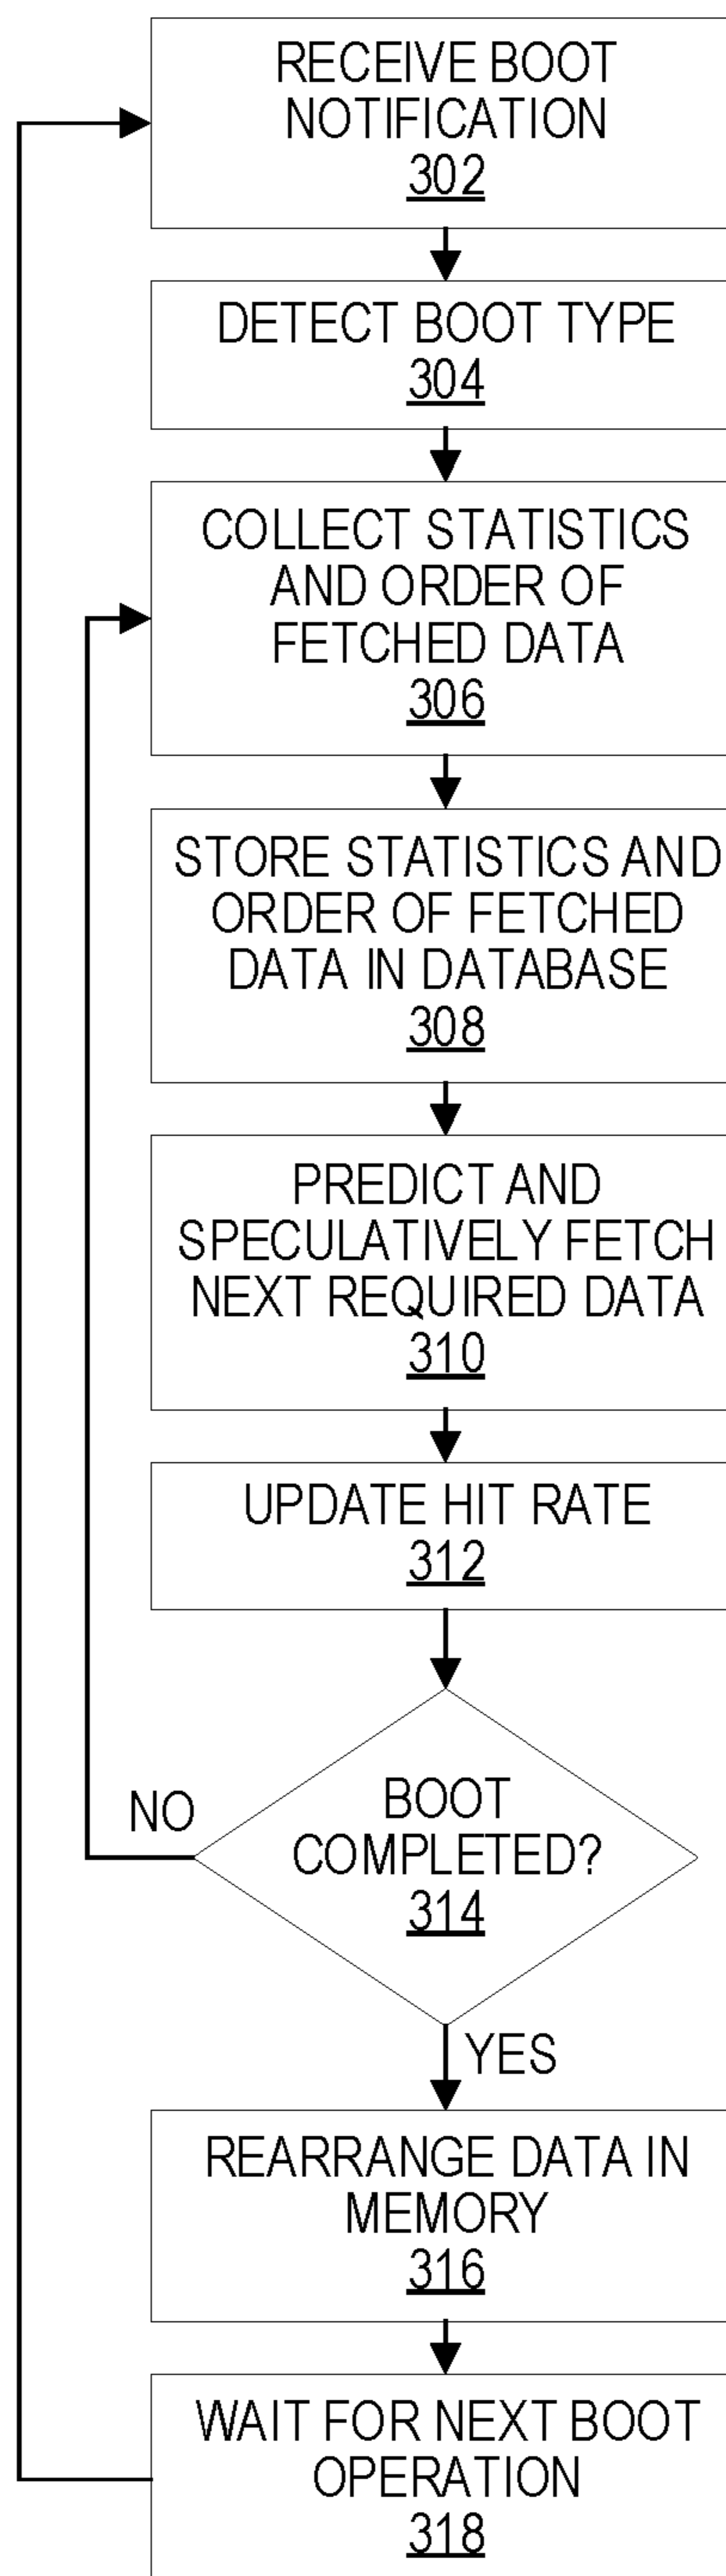 RECEIVE BOOT
NOTIFICATION
302
DETECT BOOT TYPE
304
COLLECT STATISTICS
AND ORDER OF
FETCHED DATA
306
STORE STATISTICS AND
ORDER OF FETCHED
DATA IN DATABASE
308
PREDICT AND
SPECULATIVELY FETCH
NEXT REQUIRED DATA
310
UPDATE HIT RATE
312
NO
BOOT
COMPLETED?
314
YES
REARRANGE DATA IN
MEMORY
316
WAIT FOR NEXT BOOT
OPERATION
318